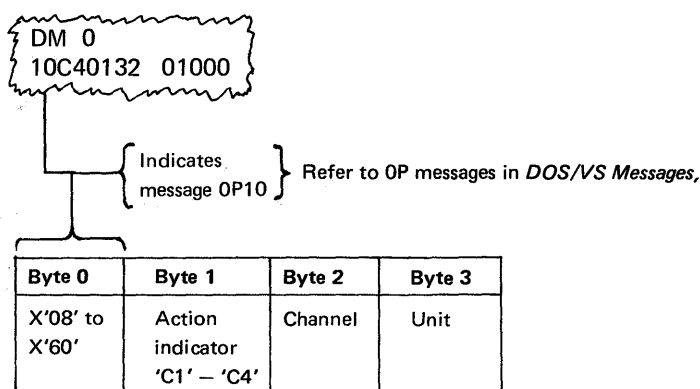 DM 0
10C40132 01000
Indicates
message 0P10
Refer to 0P messages in DOS/VS Messages,
Byte 0 Byte 1 Byte 2 Byte 3
X'08' to Action Channel Unit
X'60' indicator
'C1' – 'C4'